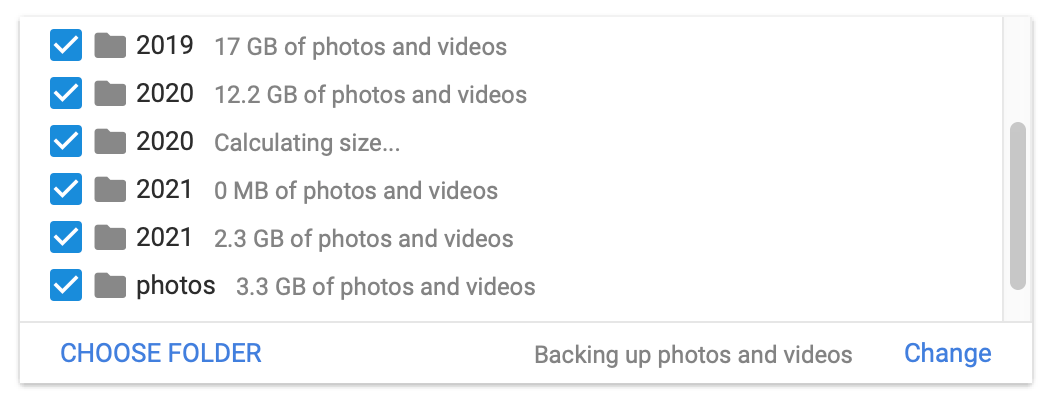 2019 17 GB of photos and videos
2020 12.2 GB of photos and videos
2020 Calculating size...
2021 0 MB of photos and videos
2021 2.3 GB of photos and videos
photos 3.3 GB of photos and videos
CHOOSE FOLDER Backing up photos and videos Change